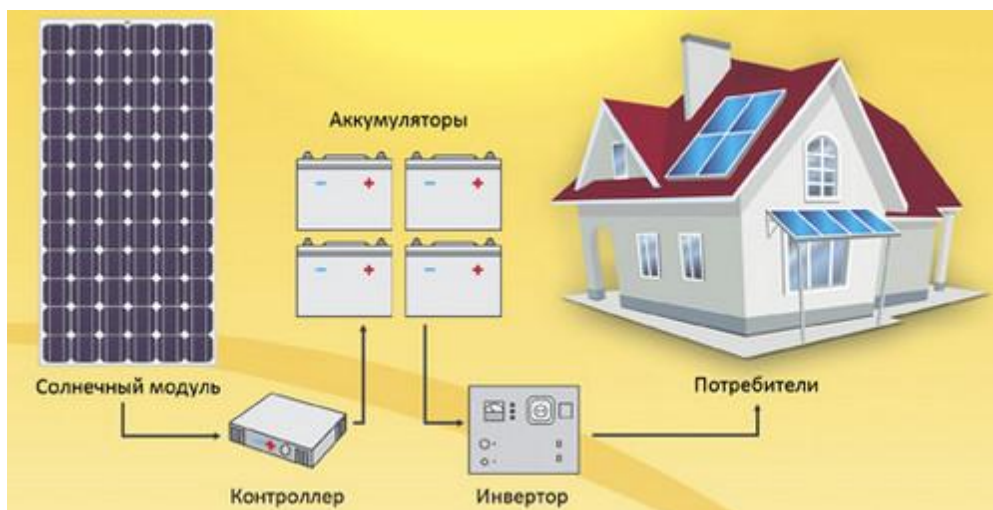 Аккумуляторы
Солнечный модуль
Потребители
Контроллер
Инвертор